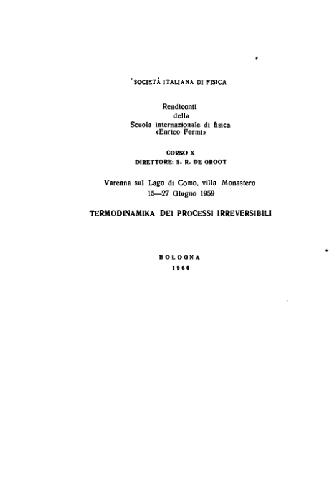 SOCIETÀ ITALIANA DI FISICA
Rendiconti
della
Scuola internazionale di fisica
«Enrico Fermi»
CORSO X
DIRETTORE: S. R. DE GROOT
Varenna sul Lago di Como, villa Monastero
15—27 Giugno 1959
TERMODINAMIKA DEI PROCESSI IRREVERSIBILI
BOLOGNA
1960